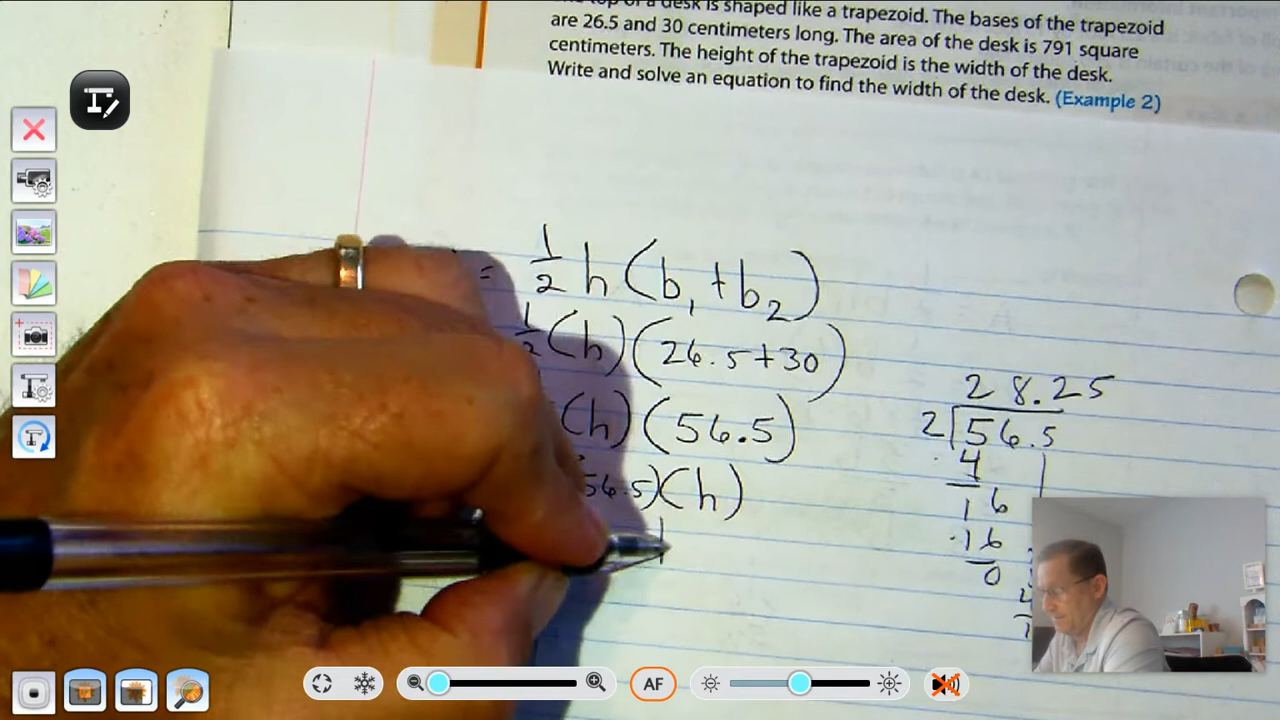 top of a desk is shaped like a trapezoid. The bases of the trapezoid
are 26.5 and 30 centimeters long. The area of the desk is 791 square
centimeters. The height of the trapezoid is the width of the desk.
Write and solve an equation to find the width of the desk. (Example 2)
= 1/2 h (b₁ + b₂)
1/2 (h) (26.5 + 30)
(h) (56.5)
56.5) (h)
28.25
2 56.5
4
16
16
0
AF